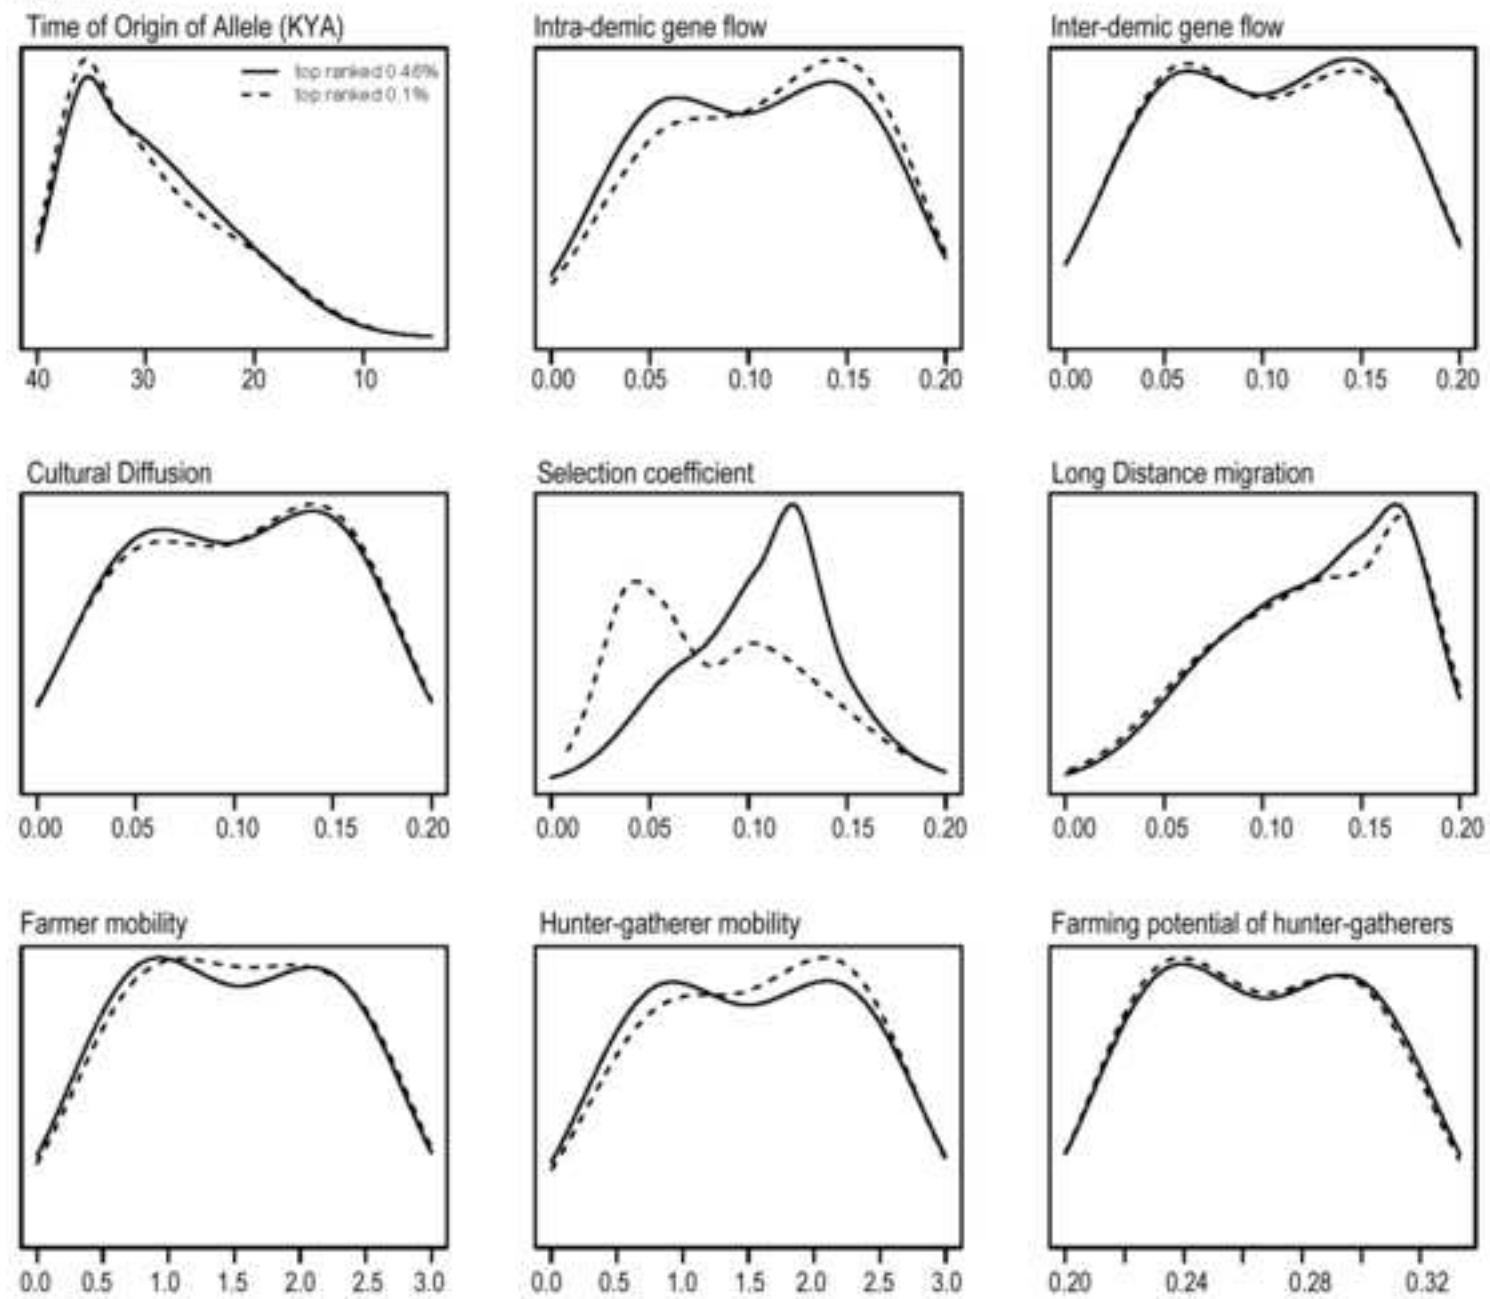 Time of Origin of Allele (KYA)
Intra-demic gene flow
Inter-demic gene flow
top ranked 0.46%
top ranked 0.1%
40 30 20 10
0.00 0.05 0.10 0.15 0.20
0.00 0.05 0.10 0.15 0.20
Cultural Diffusion
Selection coefficient
Long Distance migration
0.00 0.05 0.10 0.15 0.20
0.00 0.05 0.10 0.15 0.20
0.00 0.05 0.10 0.15 0.20
Farmer mobility
Hunter-gatherer mobility
Farming potential of hunter-gatherers
0.0 0.5 1.0 1.5 2.0 2.5 3.0
0.0 0.5 1.0 1.5 2.0 2.5 3.0
0.20 0.24 0.28 0.32